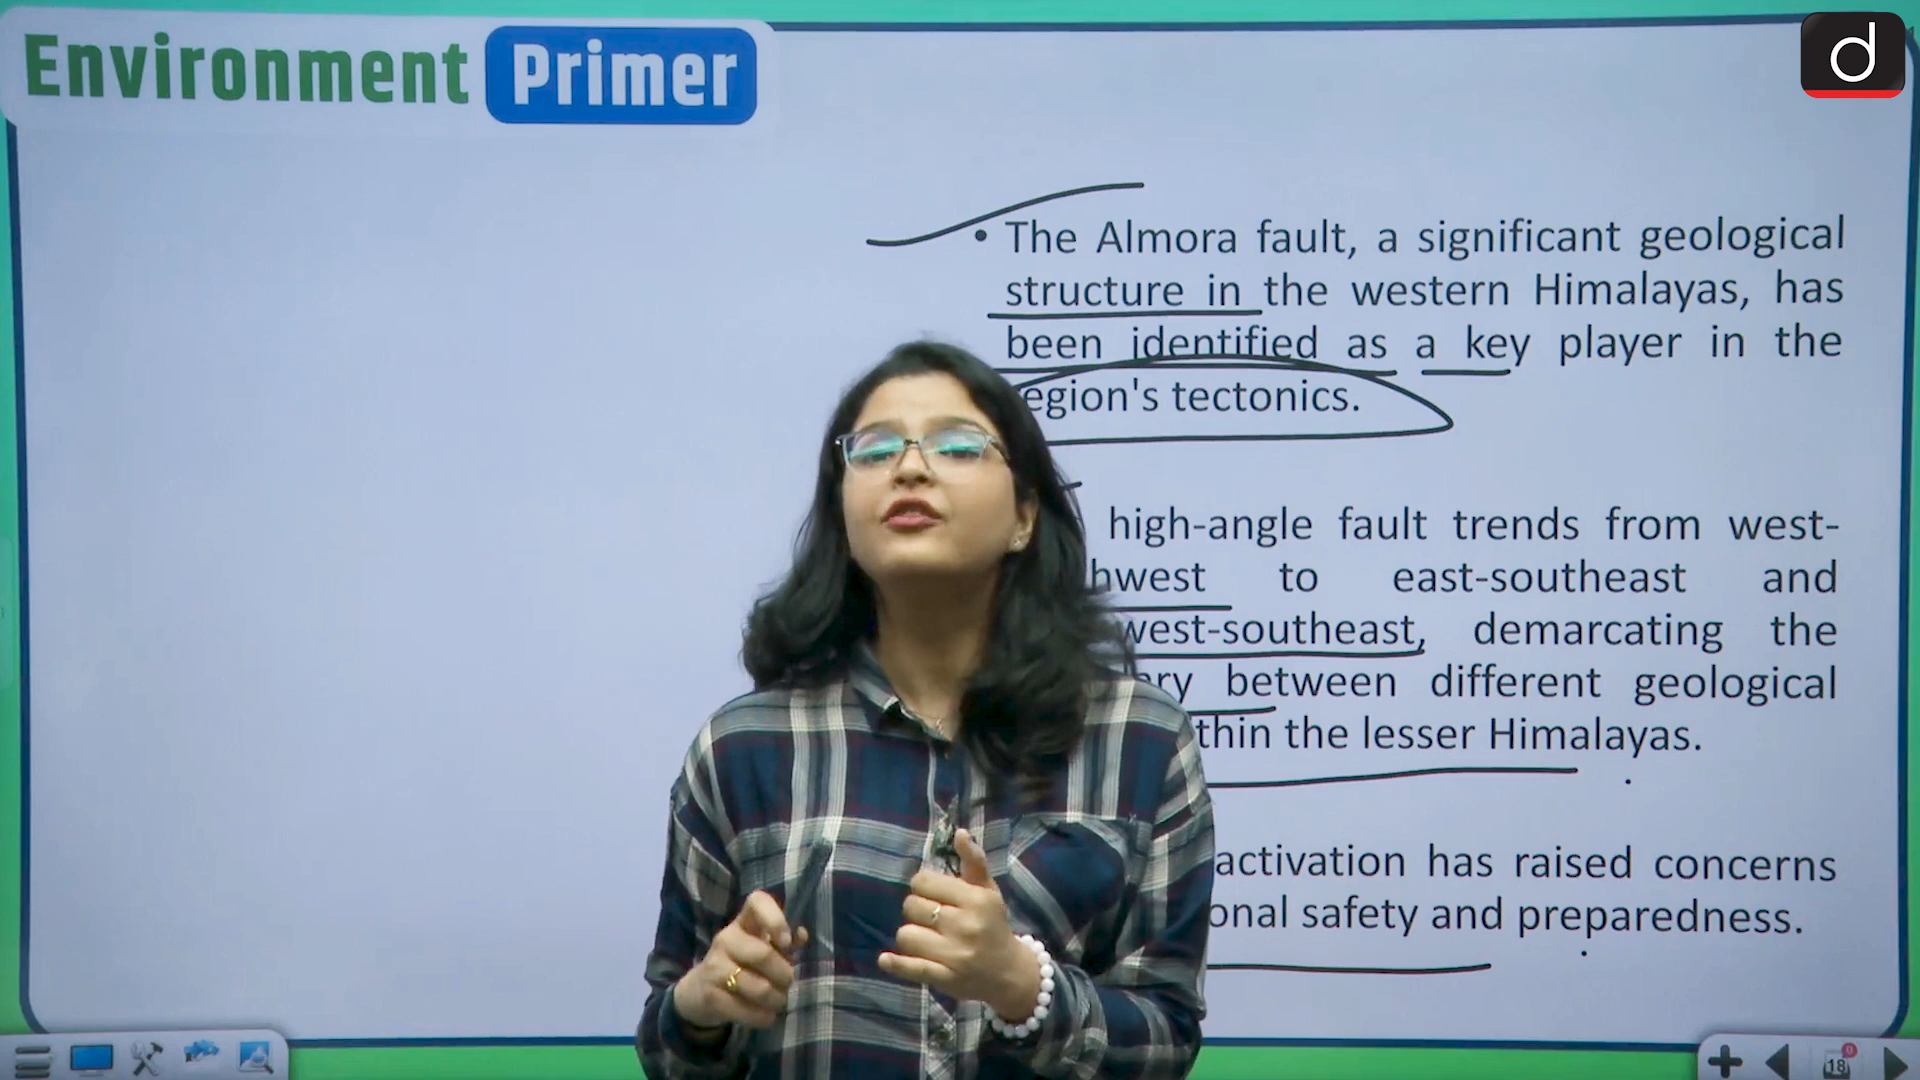 Environment Primer
d
• The Almora fault, a significant geological
structure in the western Himalayas, has
been identified as a key player in the
egion's tectonics.
high-angle fault trends from west-
hwest to east-southeast and
west-southeast, demarcating the
ary between different geological
thin the lesser Himalayas.
activation has raised concerns
onal safety and preparedness.
18